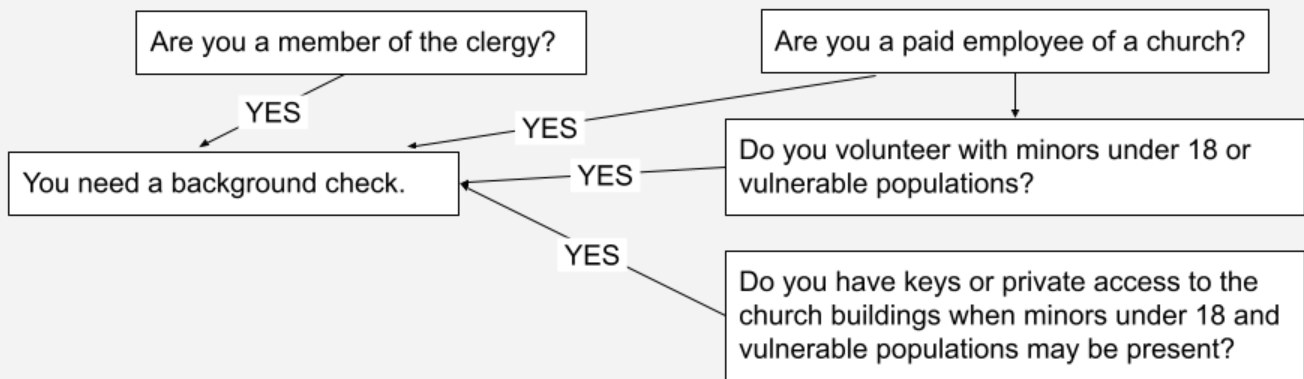 Are you a member of the clergy?
Are you a paid employee of a church?
YES
YES
You need a background check.
YES
Do you volunteer with minors under 18 or
vulnerable populations?
YES
Do you have keys or private access to the
church buildings when minors under 18 and
vulnerable populations may be present?